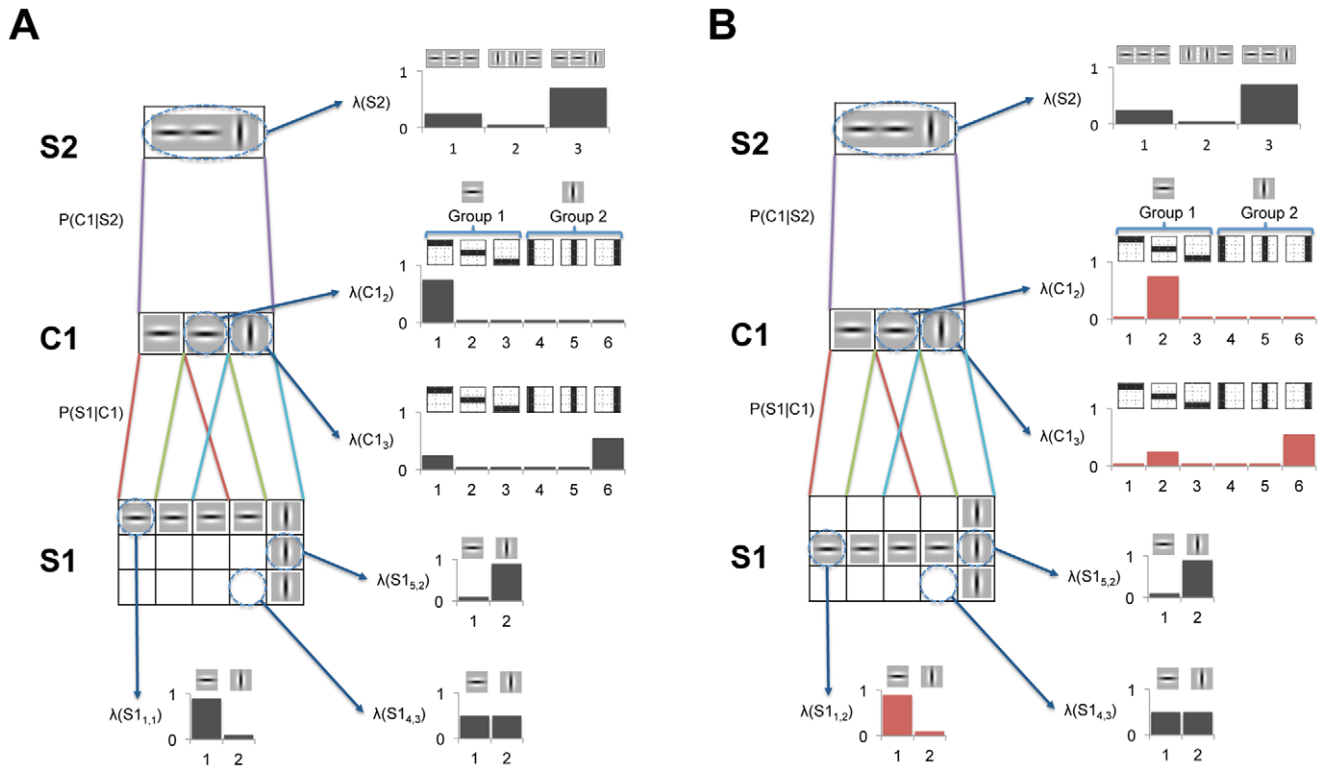 A
1
λ(S2)
0
S2
1 2 3
P(C1|S2)
Group 1 Group 2
1
λ(C1₂)
0
C1
1 2 3 4 5 6
P(S1|C1)
1
λ(C1₃)
0
1 2 3 4 5 6
S1
1
λ(S1₅,₂)
0
1 2
1
λ(S1₁,₁)
0
1 2
1
λ(S1₄,₃)
0
1 2
B
1
λ(S2)
0
S2
1 2 3
P(C1|S2)
Group 1 Group 2
1
λ(C1₂)
0
C1
1 2 3 4 5 6
P(S1|C1)
1
λ(C1₃)
0
1 2 3 4 5 6
S1
1
λ(S1₅,₂)
0
1 2
1
λ(S1₁,₂)
0
1 2
1
λ(S1₄,₃)
0
1 2